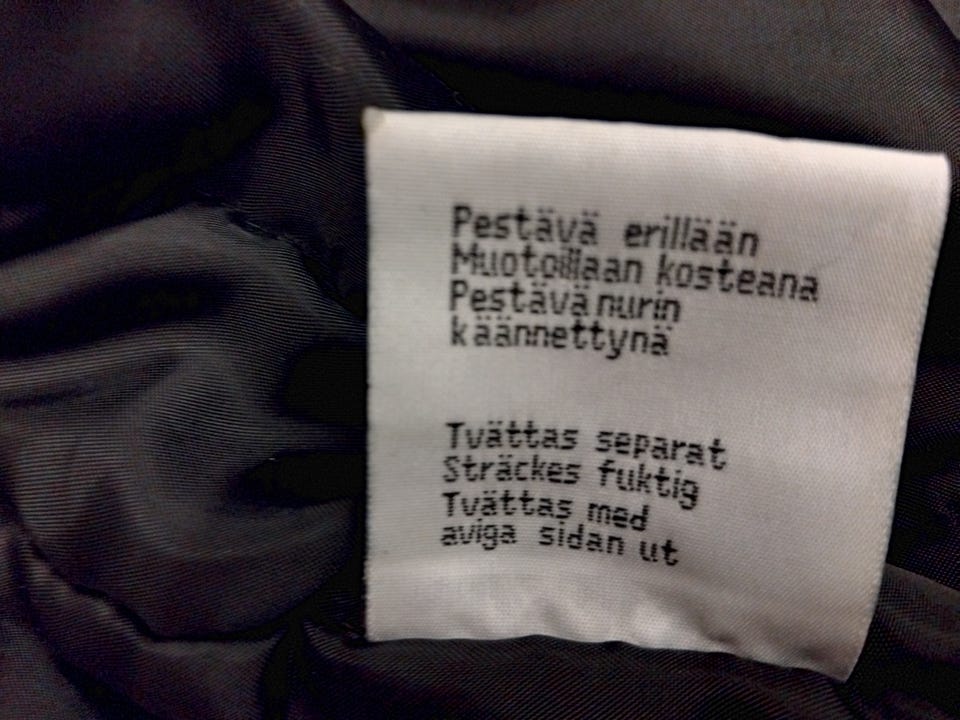 Pestävä erillään
Muotoillaan kosteana
Pestävä nurin
käännettynä
Tvättas separat
Sträckes fuktig
Tvättas med
aviga sidan ut